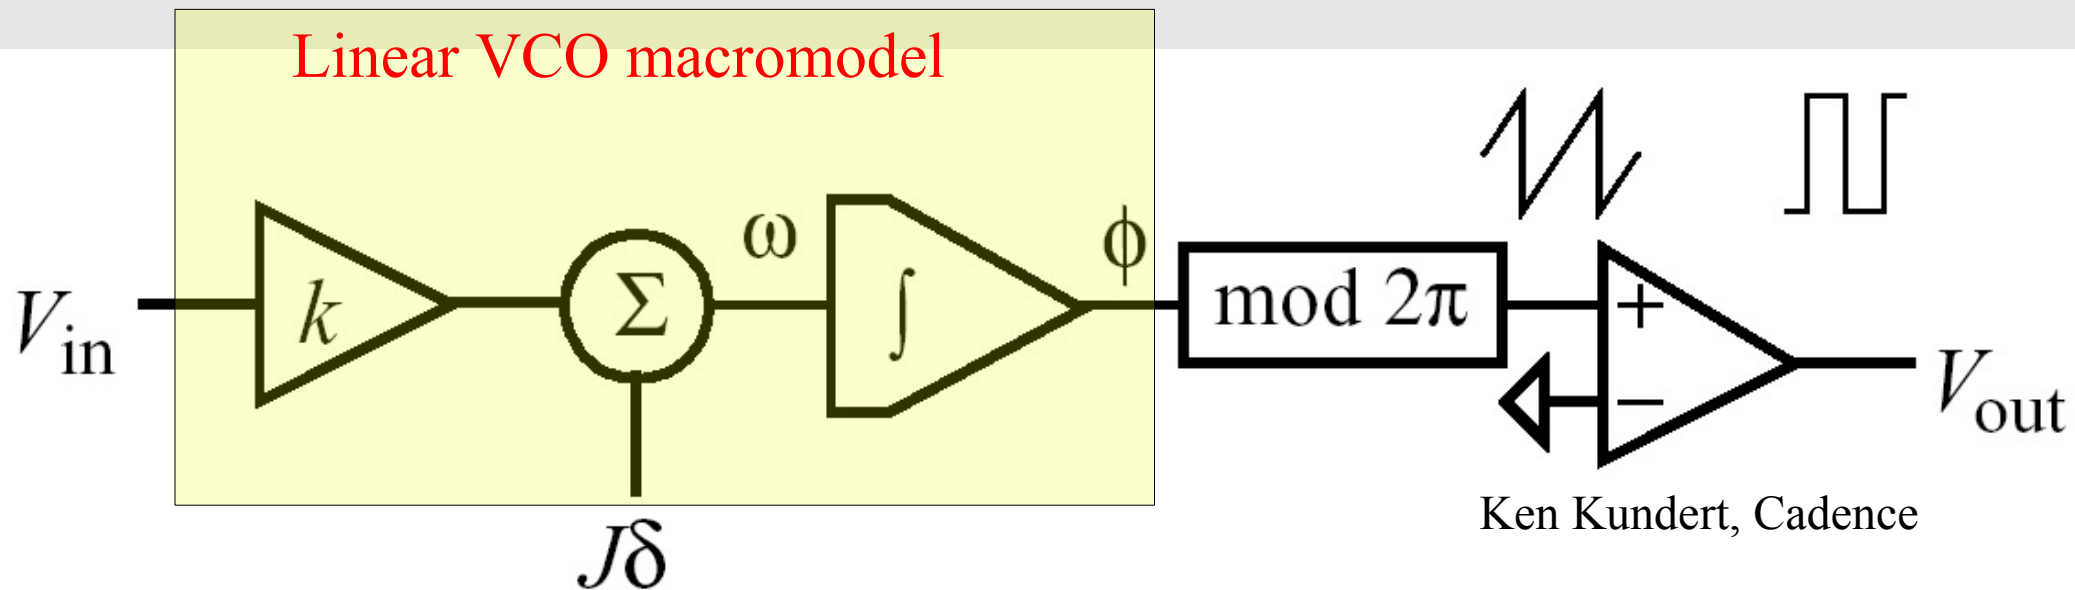 Linear VCO macromodel
V_in
k
Σ
ω
∫
ϕ
mod 2π
+
−
V_out
Jδ
Ken Kundert, Cadence